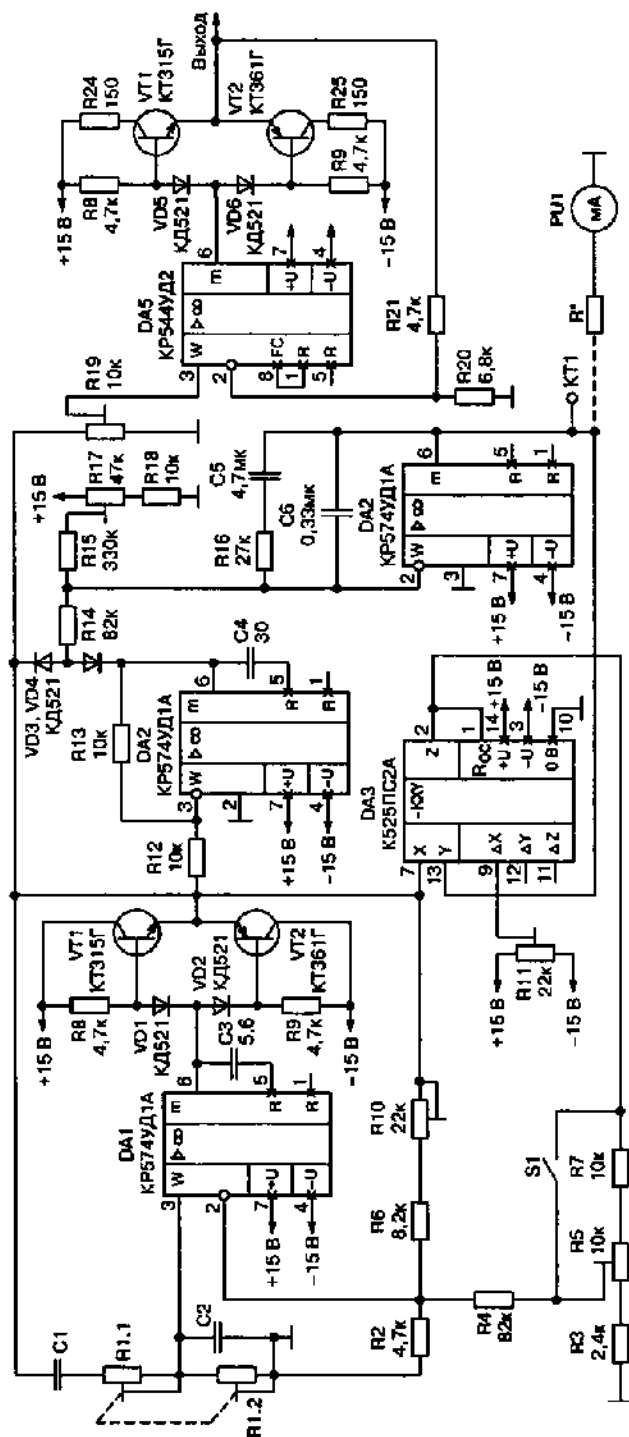 C1
R1.1
C2
R1.2
+15 В
R8
4,7к
VT1
КТ315Г
VD1
КД521
VD2
КД521
VT2
КТ361Г
R9
4,7к
−15 В
DA1
КР574УД1А
W
▷∞
E
3
2
6
C3
5,6
5
R
1
R
7
+U
4
−U
+15 В
−15 В
R2
4,7к
R6
8,2к
R10
22к
R4
82к
S1
R3
2,4к
R5
10к
R7
10к
R12
10к
R13
10к
VD3, VD4
КД521
DA2
КР574УД1А
W
▷∞
E
3
2
6
C4
30
5
R
1
R
7
+U
4
−U
+15 В
−15 В
R14
82к
R15
330к
+15 В
R17
47к
R18
10к
R19
10к
R16
27к
C5
4,7мк
C6
0,33мк
DA2
КР574УД1А
W
▷∞
E
2
3
6
5
R
1
R
7
+U
4
−U
+15 В
−15 В
DA3
К525ПС2А
X
Y
−KXY
Z
7
13
2
Rос
1
+U
14
+15 В
−U
3
−15 В
0В
10
ΔX
9
ΔY
12
ΔZ
11
+15 В
R11
22к
−15 В
КТ1
R*
PU1
мА
DA5
КР544УД2
W
▷∞
E
3
2
6
8
FC
1
R
5
R
+U
7
−U
4
R20
6,8к
R21
4,7к
+15 В
R8
4,7к
R24
150
VT1
КТ315Г
VD5
КД521
VD6
КД521
VT2
КТ361Г
R9
4,7к
R25
150
−15 В
Выход